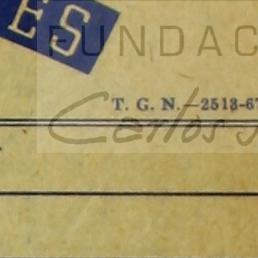 ES
FUNDAC
T. G. N.—2513-67
Carlos